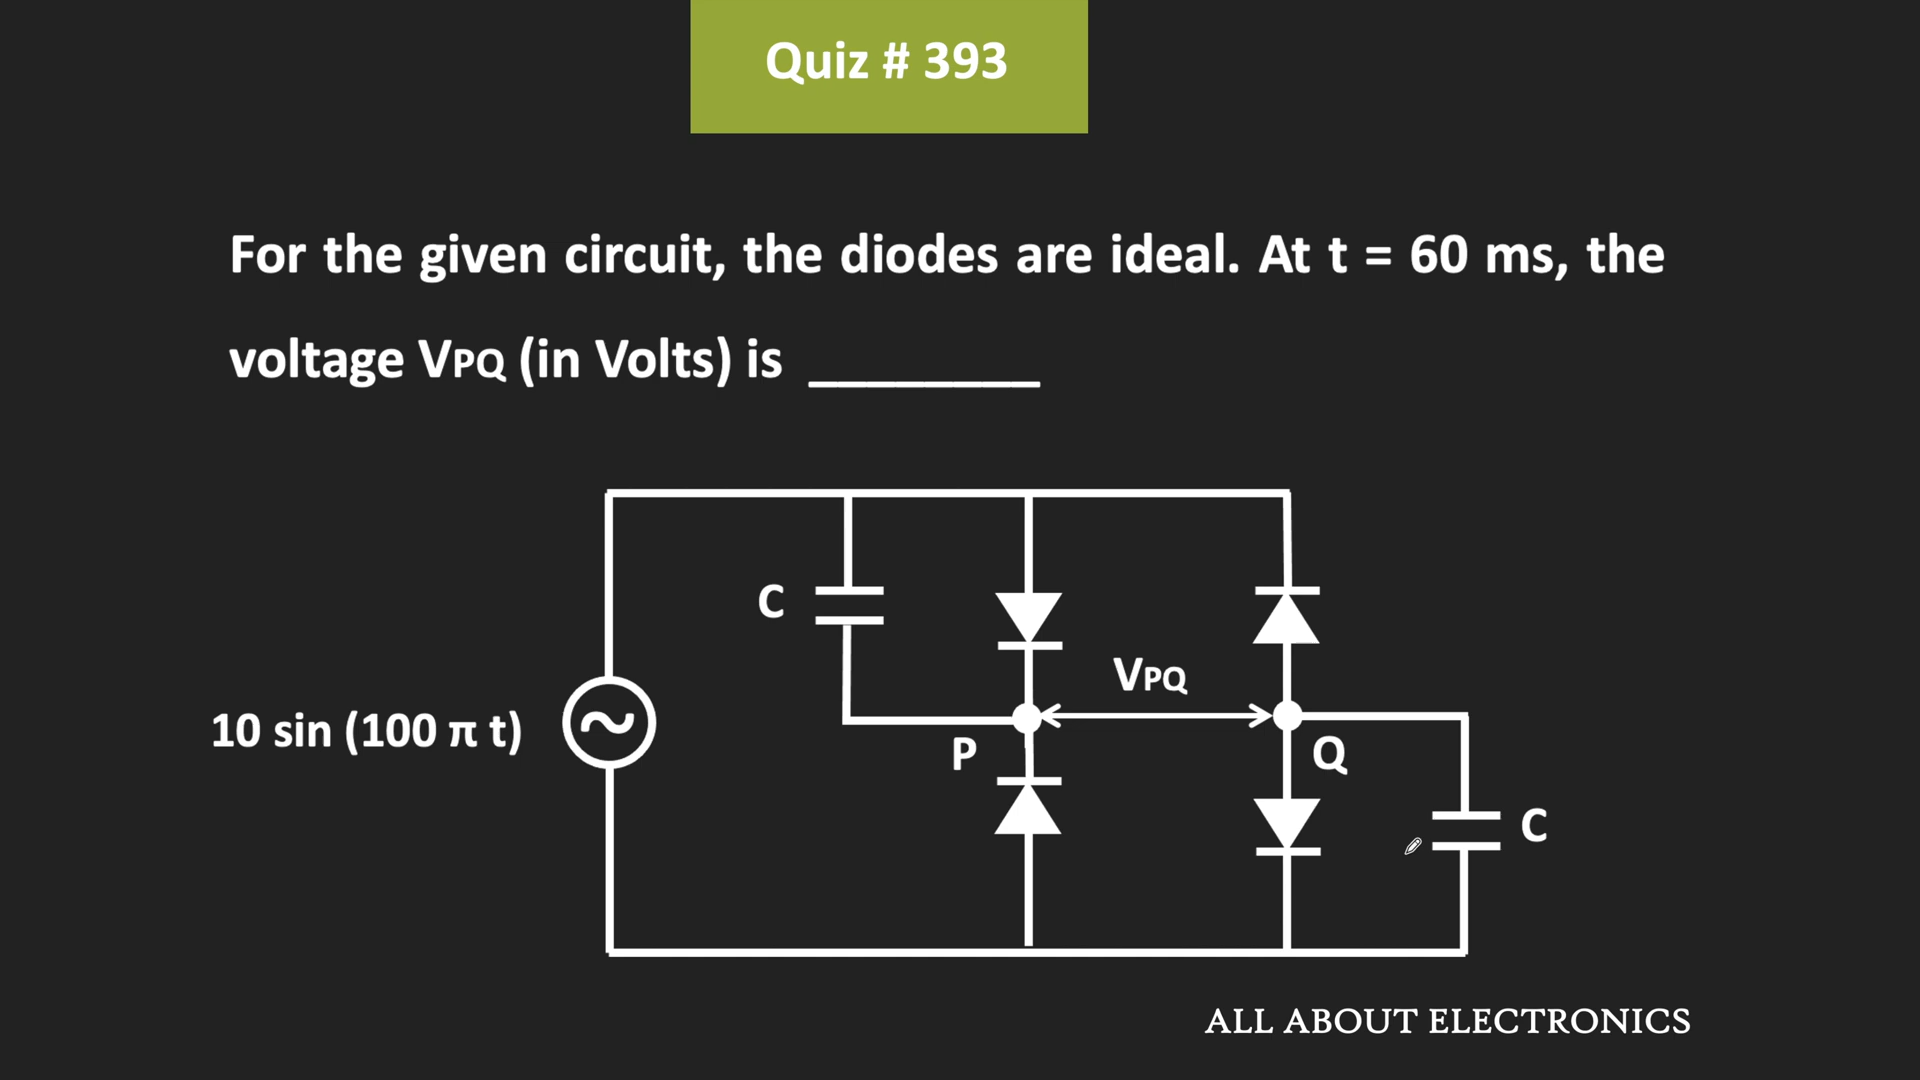 Quiz # 393
For the given circuit, the diodes are ideal. At t = 60 ms, the
voltage VPQ (in Volts) is ________
C
VPQ
10 sin (100 π t)
P
Q
C
ALL ABOUT ELECTRONICS